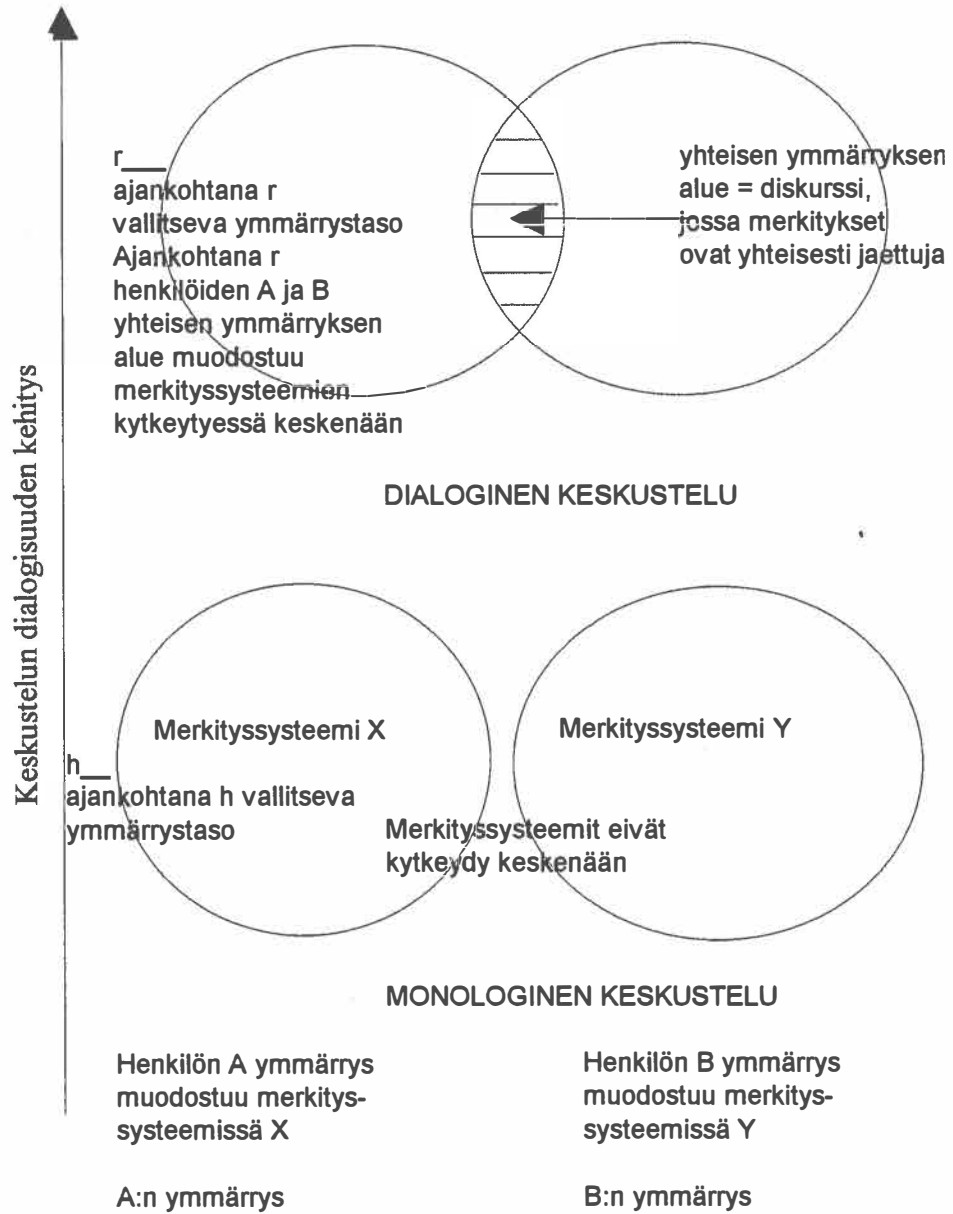 Keskustelun dialogisuuden kehitys
r__
ajankohtana r
vallitseva ymmärrystaso
Ajankohtana r
henkilöiden A ja B
yhteisen ymmärryksen
alue muodostuu
merkityssysteemien
kytkeytyessä keskenään
yhteisen ymmärryksen
alue = diskurssi,
jossa merkitykset
ovat yhteisesti jaettuja
DIALOGINEN KESKUSTELU
Merkityssysteemi X
Merkityssysteemi Y
h__
ajankohtana h vallitseva
ymmärrystaso
Merkityssysteemit eivät
kytkeydy keskenään
MONOLOGINEN KESKUSTELU
Henkilön A ymmärrys
muodostuu merkitys-
systeemissä X
Henkilön B ymmärrys
muodostuu merkitys-
systeemissä Y
A:n ymmärrys
B:n ymmärrys